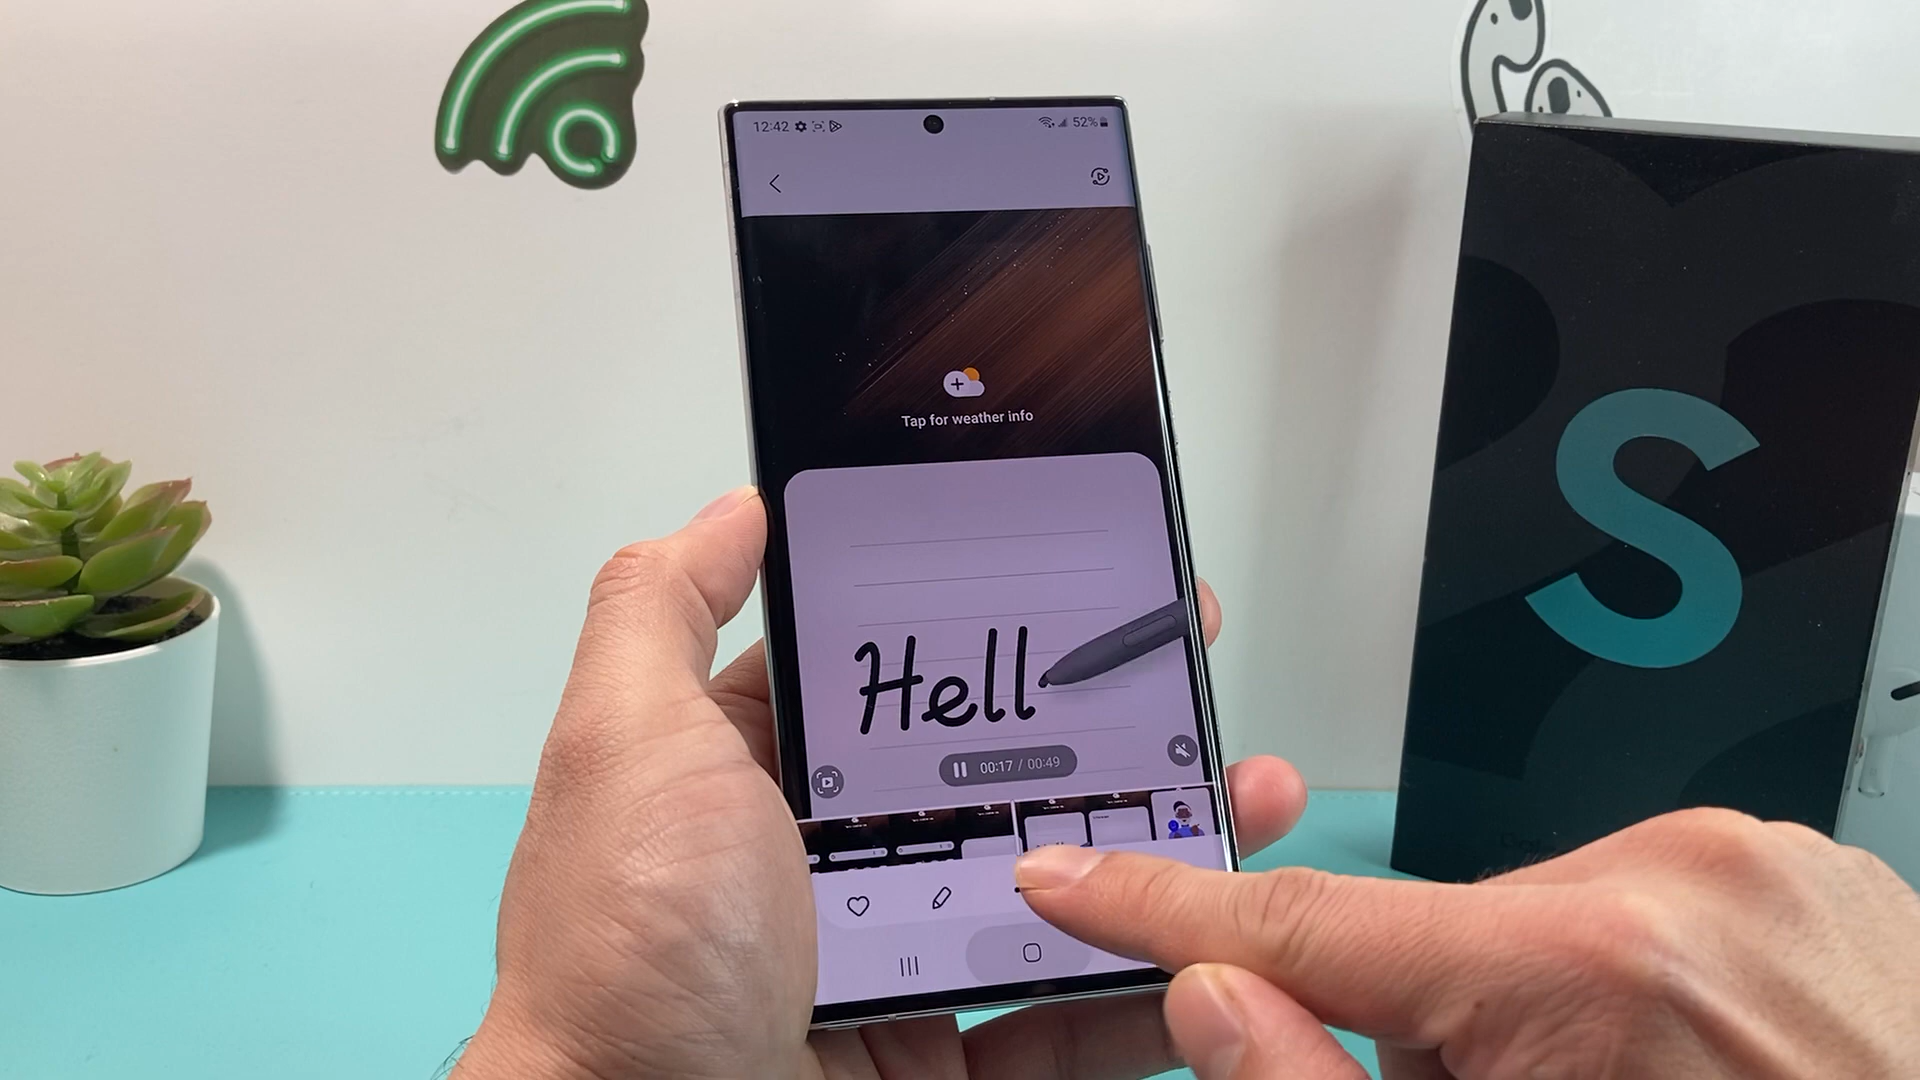 12:42 52%
Tap for weather info
Hell
00:17 / 00:49
S